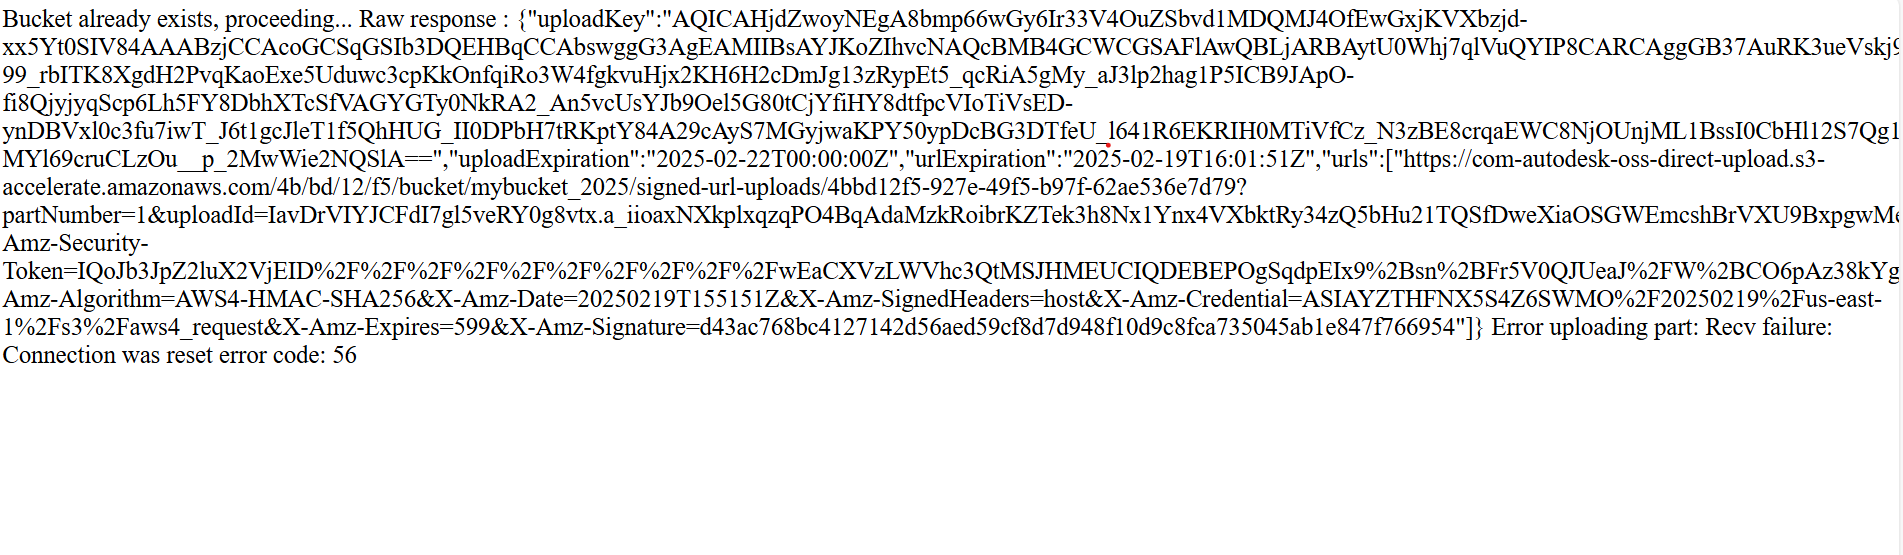 Bucket already exists, proceeding... Raw response : {"uploadKey":"AQICAHjdZwoyNEgA8bmp66wGy6Ir33V4OuZSbvd1MDQMJ4OfEwGxjKVXbzjd-
xx5Yt0SIV84AAABzjCCAcoGCSqGSIb3DQEHBqCCAbswggG3AgEAMIIBsAYJKoZIhvcNAQcBMB4GCWCGSAFlAwQBLjARBAytU0Whj7qlVuQYIP8CARCAggGB37AuRK3ueVskj9
99_rbITK8XgdH2PvqKaoExe5Uduwc3cpKkOnfqiRo3W4fgkvuHjx2KH6H2cDmJg13zRypEt5_qcRiA5gMy_aJ3lp2hag1P5ICB9JApO-
fi8QjyjyqScp6Lh5FY8DbhXTcSfVAGYGTy0NkRA2_An5vcUsYJb9Oel5G80tCjYfiHY8dtfpcVIoTiVsED-
ynDBVxl0c3fu7iwT_J6t1gcJleT1f5QhHUG_II0DPbH7tRKptY84A29cAyS7MGyjwaKPY50ypDcBG3DTfeU_l641R6EKRIH0MTiVfCz_N3zBE8crqaEWC8NjOUnjML1BssI0CbHl12S7Qg1
MYl69cruCLzOu__p_2MwWie2NQSlA==","uploadExpiration":"2025-02-22T00:00:00Z","urlExpiration":"2025-02-19T16:01:51Z","urls":["https://com-autodesk-oss-direct-upload.s3-
accelerate.amazonaws.com/4b/bd/12/f5/bucket/mybucket_2025/signed-url-uploads/4bbd12f5-927e-49f5-b97f-62ae536e7d79?
partNumber=1&uploadId=IavDrVIYJCFdI7gl5veRY0g8vtx.a_iioaxNXkplxqzqPO4BqAdaMzkRoibrKZTek3h8Nx1Ynx4VXbktRy34zQ5bHu21TQSfDweXiaOSGWEmcshBrVXU9BxpgwMe
Amz-Security-
Token=IQoJb3JpZ2luX2VjEID%2F%2F%2F%2F%2F%2F%2F%2F%2F%2FwEaCXVzLWVhc3QtMSJHMEUCIQDEBEPOgSqdpEIx9%2Bsn%2BFr5V0QJUeaJ%2FW%2BCO6pAz38kYg
Amz-Algorithm=AWS4-HMAC-SHA256&X-Amz-Date=20250219T155151Z&X-Amz-SignedHeaders=host&X-Amz-Credential=ASIAYZTHFNX5S4Z6SWMO%2F20250219%2Fus-east-
1%2Fs3%2Faws4_request&X-Amz-Expires=599&X-Amz-Signature=d43ac768bc4127142d56aed59cf8d7d948f10d9c8fca735045ab1e847f766954"]} Error uploading part: Recv failure:
Connection was reset error code: 56